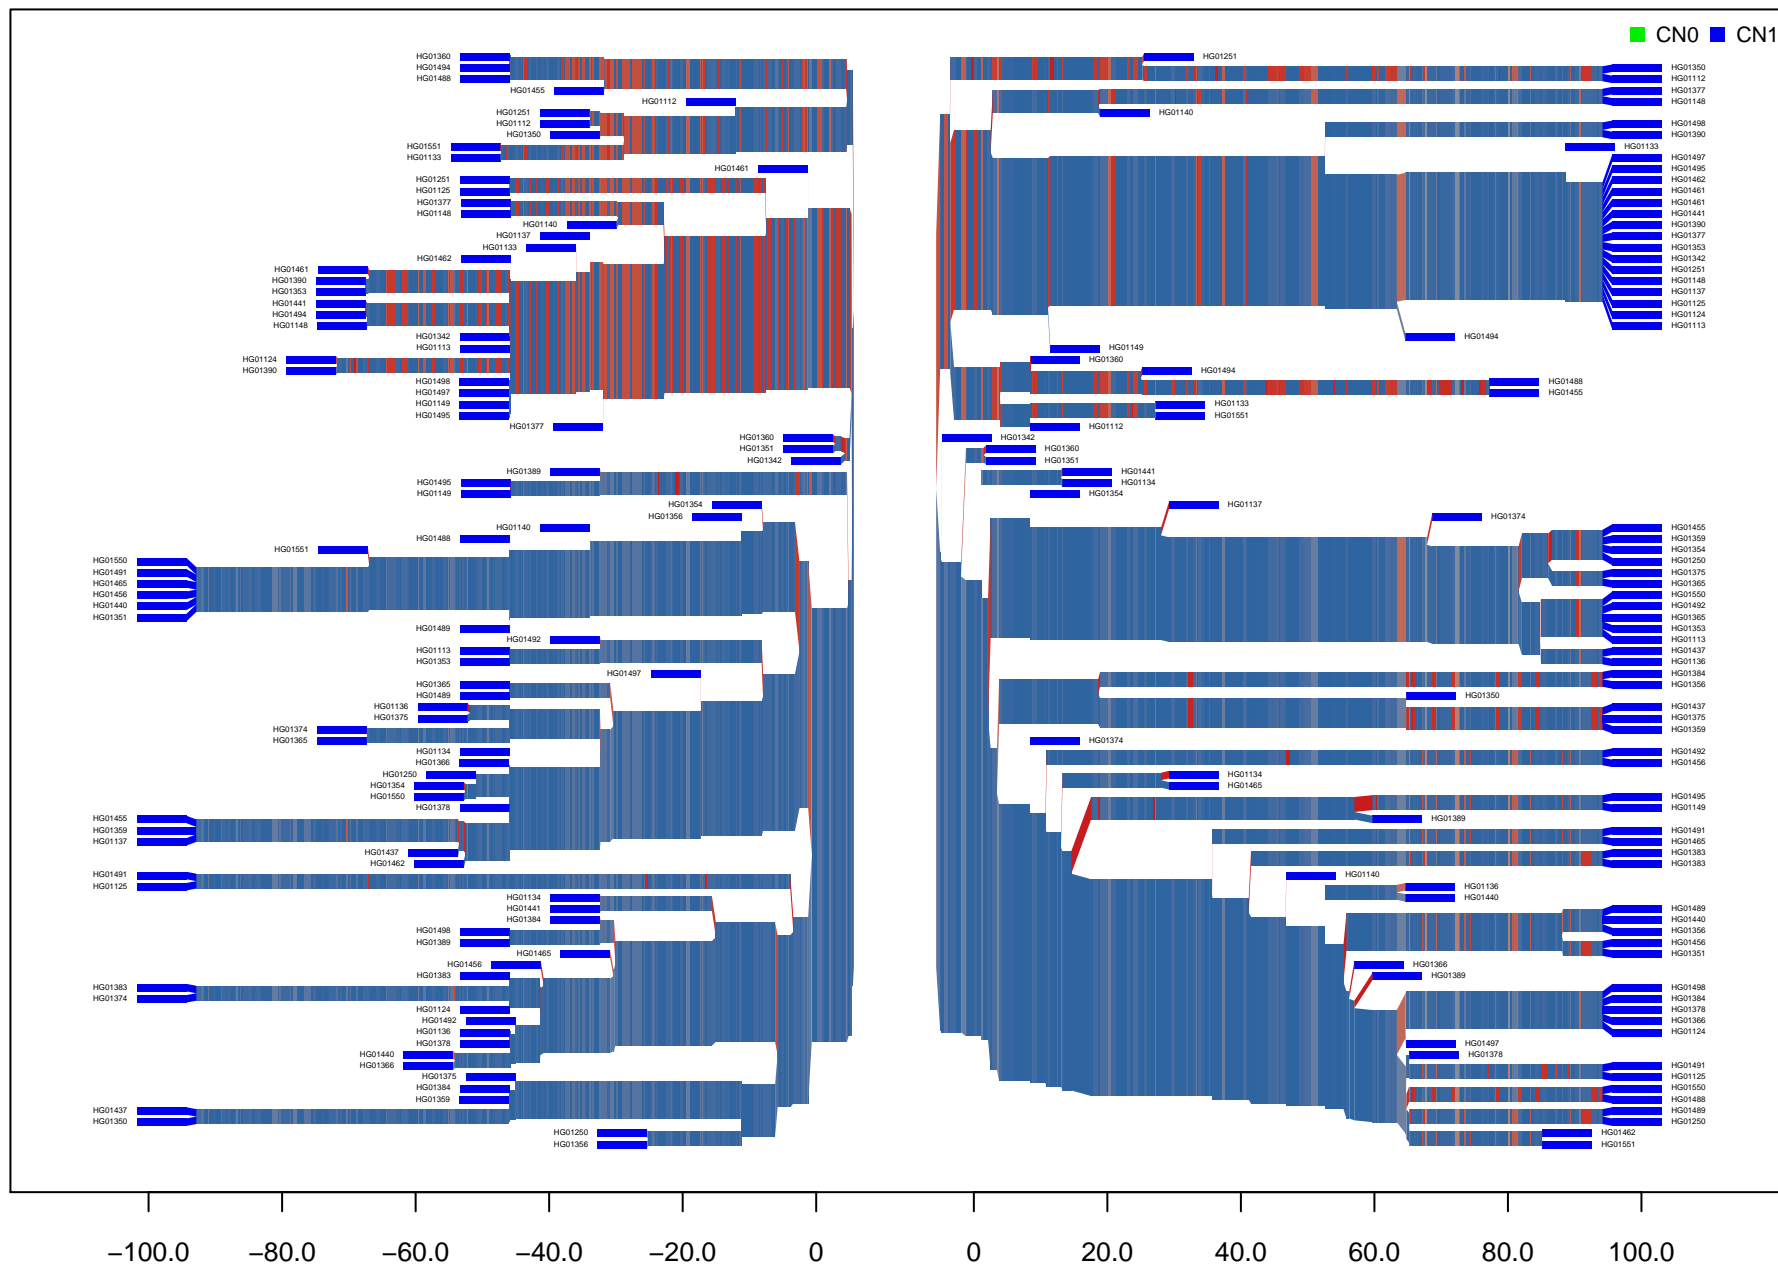 CN0 CN1
HG01360
HG01494
HG01488
HG01455
HG01112
HG01251
HG01112
HG01350
HG01551
HG01133
HG01461
HG01251
HG01125
HG01377
HG01148
HG01140
HG01137
HG01133
HG01462
HG01461
HG01390
HG01353
HG01441
HG01494
HG01148
HG01342
HG01113
HG01124
HG01390
HG01498
HG01497
HG01149
HG01495
HG01377
HG01360
HG01351
HG01342
HG01389
HG01495
HG01149
HG01354
HG01356
HG01140
HG01488
HG01551
HG01550
HG01491
HG01465
HG01456
HG01440
HG01351
HG01489
HG01492
HG01113
HG01353
HG01497
HG01365
HG01489
HG01136
HG01375
HG01374
HG01365
HG01134
HG01366
HG01250
HG01354
HG01550
HG01378
HG01455
HG01359
HG01137
HG01437
HG01462
HG01491
HG01125
HG01134
HG01441
HG01384
HG01498
HG01389
HG01465
HG01456
HG01383
HG01383
HG01374
HG01124
HG01492
HG01136
HG01378
HG01440
HG01366
HG01375
HG01384
HG01359
HG01437
HG01350
HG01250
HG01356
HG01251
HG01350
HG01112
HG01377
HG01148
HG01140
HG01498
HG01390
HG01133
HG01497
HG01495
HG01462
HG01461
HG01461
HG01441
HG01390
HG01377
HG01353
HG01342
HG01251
HG01148
HG01137
HG01125
HG01124
HG01113
HG01494
HG01149
HG01360
HG01494
HG01488
HG01455
HG01133
HG01551
HG01112
HG01342
HG01360
HG01351
HG01441
HG01134
HG01354
HG01137
HG01374
HG01455
HG01359
HG01354
HG01250
HG01375
HG01365
HG01550
HG01492
HG01365
HG01353
HG01113
HG01437
HG01136
HG01384
HG01356
HG01350
HG01437
HG01375
HG01359
HG01374
HG01492
HG01456
HG01134
HG01465
HG01495
HG01149
HG01389
HG01491
HG01465
HG01383
HG01383
HG01140
HG01136
HG01440
HG01489
HG01440
HG01356
HG01456
HG01351
HG01366
HG01389
HG01498
HG01384
HG01378
HG01366
HG01124
HG01497
HG01378
HG01491
HG01125
HG01550
HG01488
HG01489
HG01250
HG01462
HG01551
−100.0 −80.0 −60.0 −40.0 −20.0 0 0 20.0 40.0 60.0 80.0 100.0